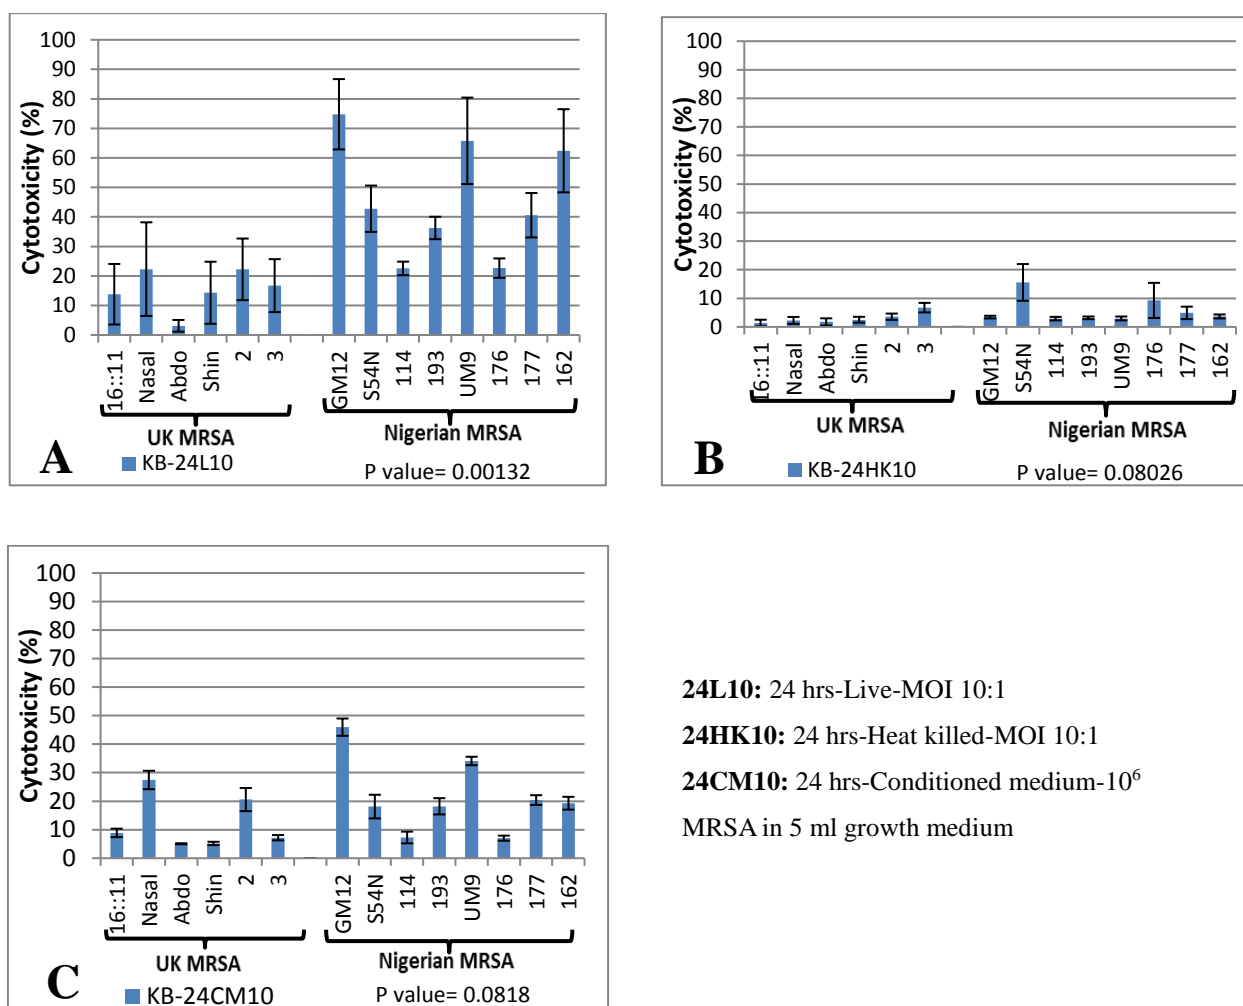 100
90
80
70
60
50
40
30
20
10
0
Cytotoxicity (%)
16::11
Nasal
Abdo
Shin
2
3
GM12
S54N
114
193
UM9
176
177
162
UK MRSA
Nigerian MRSA
A
KB-24L10
P value= 0.00132
100
90
80
70
60
50
40
30
20
10
0
Cytotoxicity (%)
16::11
Nasal
Abdo
Shin
2
3
GM12
S54N
114
193
UM9
176
177
162
UK MRSA
Nigerian MRSA
B
KB-24HK10
P value= 0.08026
100
90
80
70
60
50
40
30
20
10
0
Cytotoxicity (%)
16::11
Nasal
Abdo
Shin
2
3
GM12
S54N
114
193
UM9
176
177
162
UK MRSA
Nigerian MRSA
C
KB-24CM10
P value= 0.0818
24L10: 24 hrs-Live-MOI 10:1
24HK10: 24 hrs-Heat killed-MOI 10:1
24CM10: 24 hrs-Conditioned medium-10⁶
MRSA in 5 ml growth medium